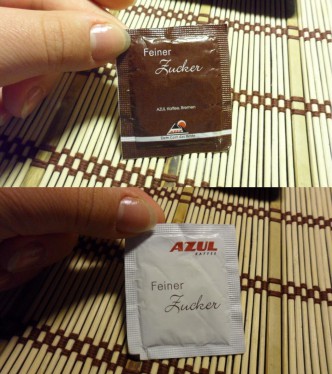 Feiner
Zucker
AZUL Kaffee, Bremen
AZUL
KAFFEE
Feiner
Zucker